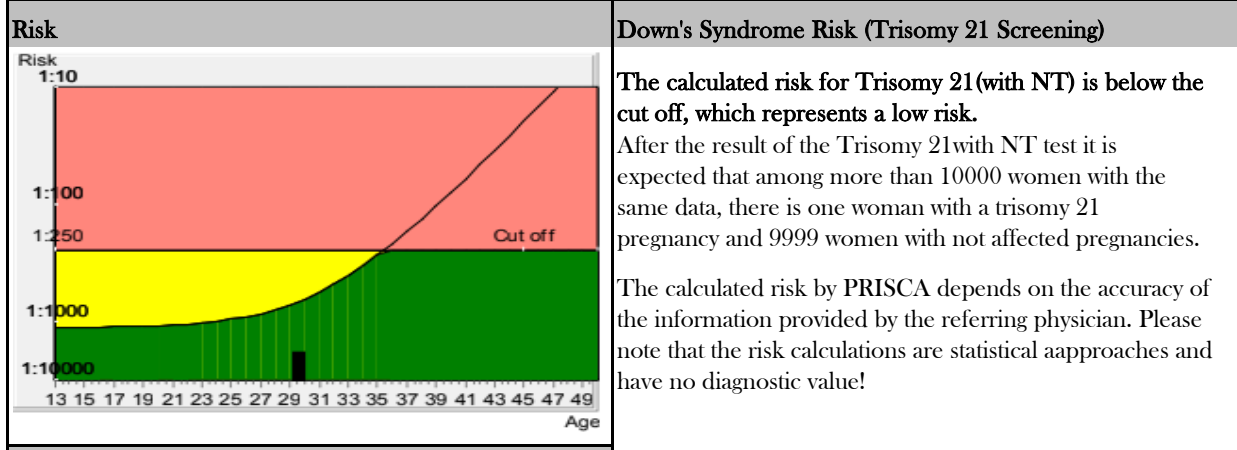 Risk
Risk
1:10
1:100
1:250
Cut off
1:1000
1:10000
13 15 17 19 21 23 25 27 29 31 33 35 37 39 41 43 45 47 49
Age
Down's Syndrome Risk (Trisomy 21 Screening)
The calculated risk for Trisomy 21(with NT) is below the
cut off, which represents a low risk.
After the result of the Trisomy 21with NT test it is
expected that among more than 10000 women with the
same data, there is one woman with a trisomy 21
pregnancy and 9999 women with not affected pregnancies.
The calculated risk by PRISCA depends on the accuracy of
the information provided by the referring physician. Please
note that the risk calculations are statistical aapproaches and
have no diagnostic value!